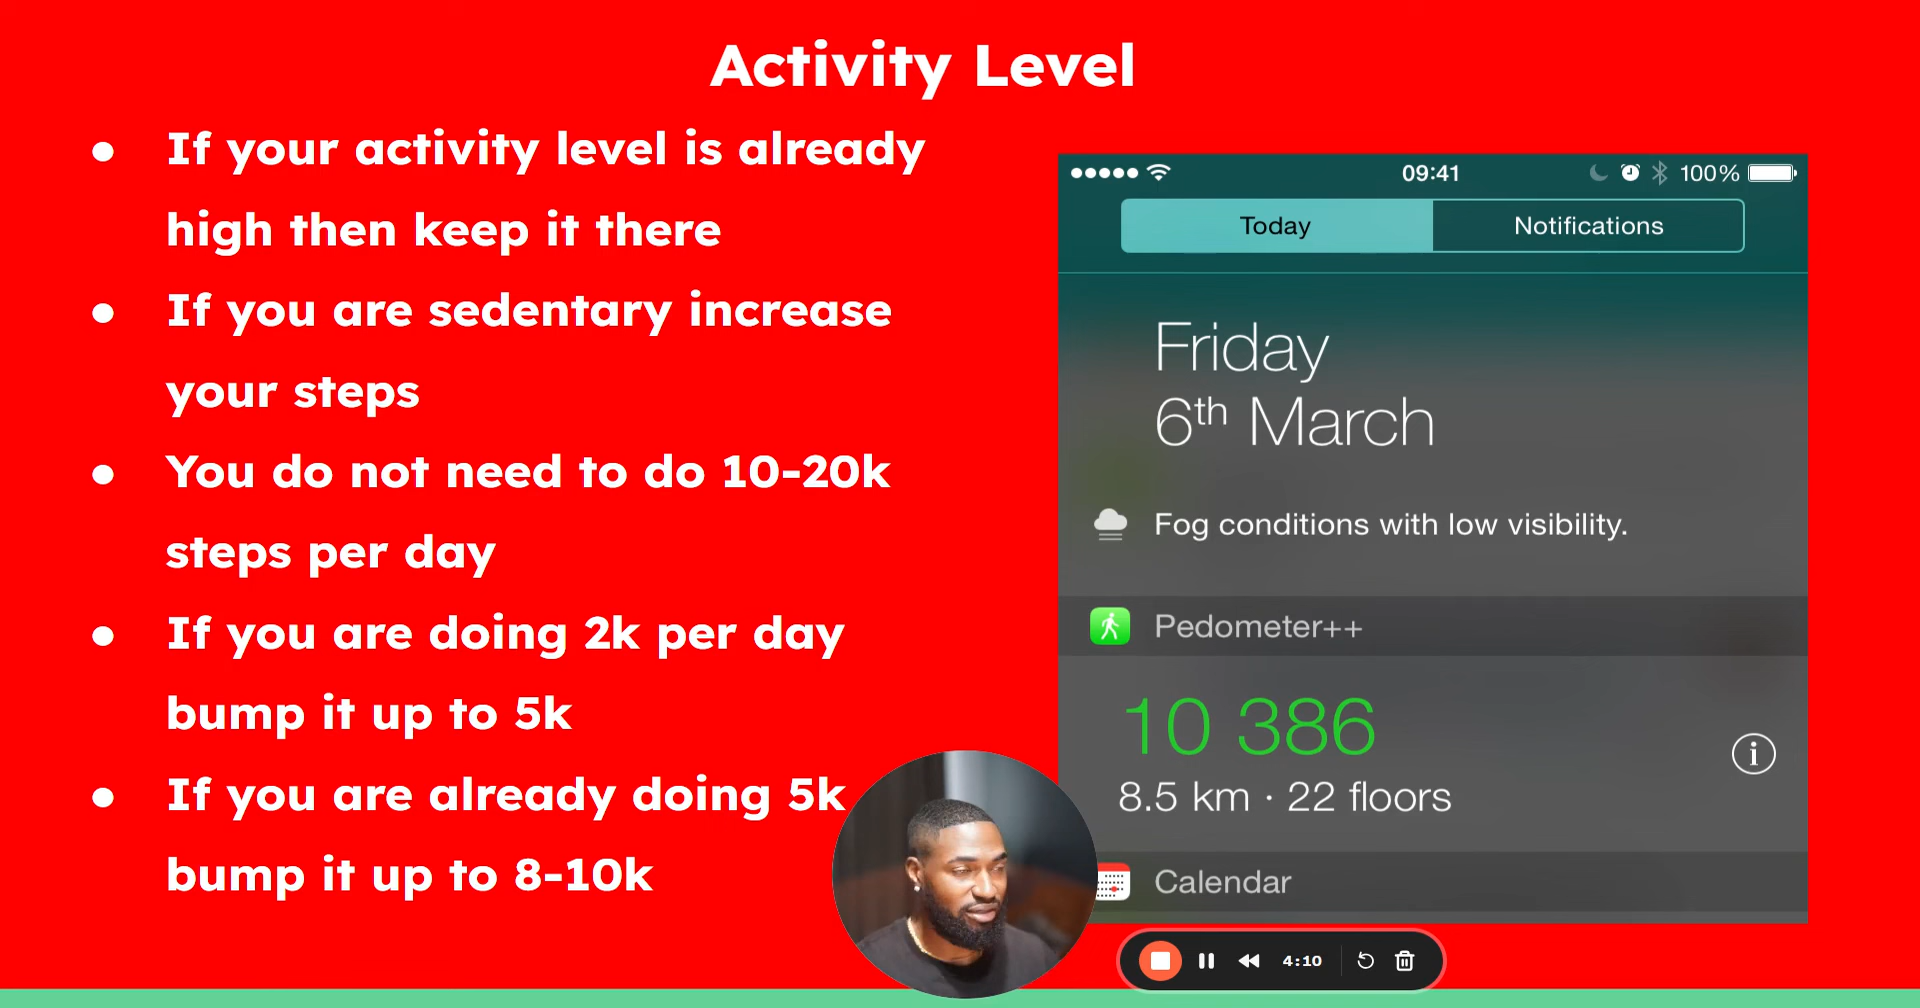 Activity Level
● If your activity level is already
high then keep it there
● If you are sedentary increase
your steps
● You do not need to do 10-20k
steps per day
● If you are doing 2k per day
bump it up to 5k
● If you are already doing 5k
bump it up to 8-10k
09:41 100%
Today Notifications
Friday
6th March
Fog conditions with low visibility.
Pedometer++
10 386
8.5 km · 22 floors
Calendar
4:10